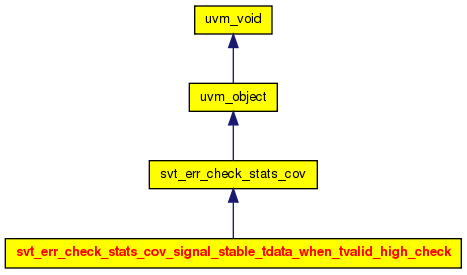 uvm_void
uvm_object
svt_err_check_stats_cov
svt_err_check_stats_cov_signal_stable_tdata_when_tvalid_high_check